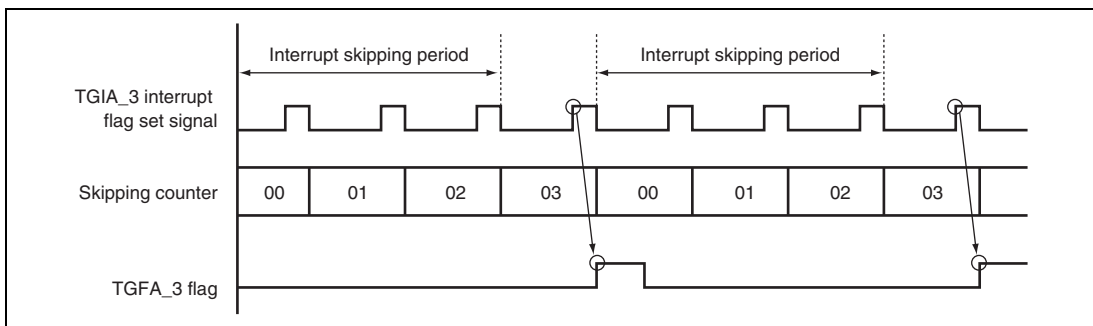 Interrupt skipping period Interrupt skipping period
TGIA_3 interrupt
flag set signal
Skipping counter 00 01 02 03 00 01 02 03
TGFA_3 flag